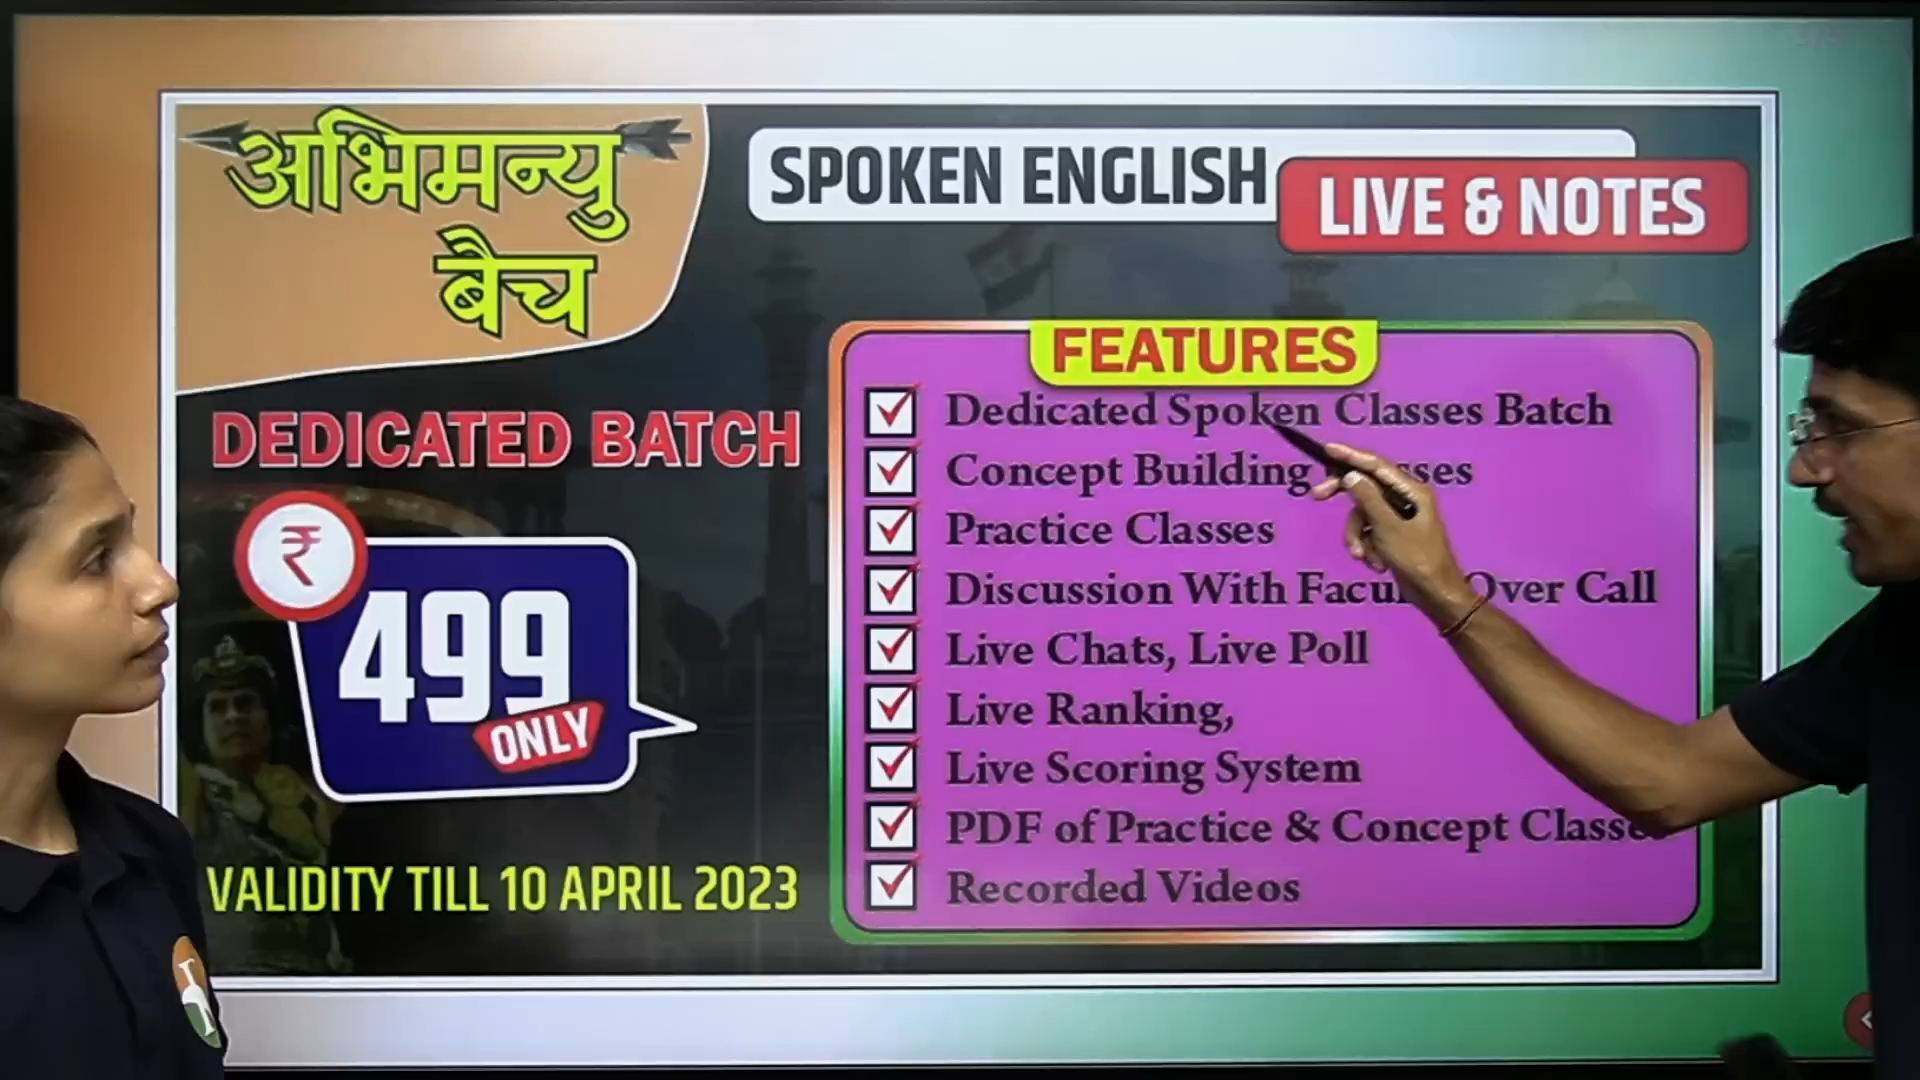 अभिमन्यु
बैच
SPOKEN ENGLISH
LIVE & NOTES
DEDICATED BATCH
₹
499
ONLY
VALIDITY TILL 10 APRIL 2023
FEATURES
Dedicated Spoken Classes Batch
Concept Building
Practice Classes
Discussion With Over Call
Live Chats, Live Poll
Live Ranking,
Live Scoring System
PDF of Practice & Concept Classes
Recorded Videos